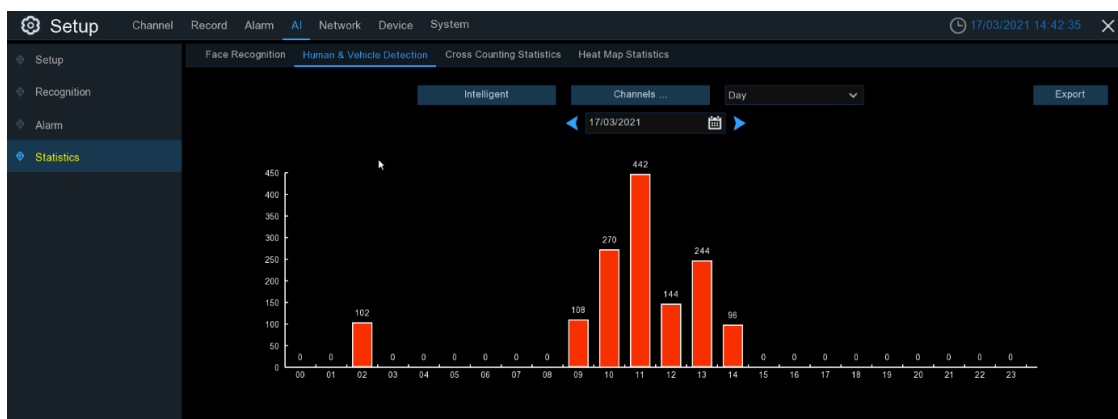 Setup Channel Record Alarm AI Network Device System 17/03/2021 14:42:35
Setup
Recognition
Alarm
Statistics
Face Recognition Human & Vehicle Detection Cross Counting Statistics Heat Map Statistics
Intelligent Channels ... Day Export
17/03/2021
442
450
400
350
300
270
244
250
200
144
150
108
102
96
100
50
0 0 0 0 0 0 0 0 0 0 0 0 0 0 0 0 0
0
00 01 02 03 04 05 06 07 08 09 10 11 12 13 14 15 16 17 18 19 20 21 22 23